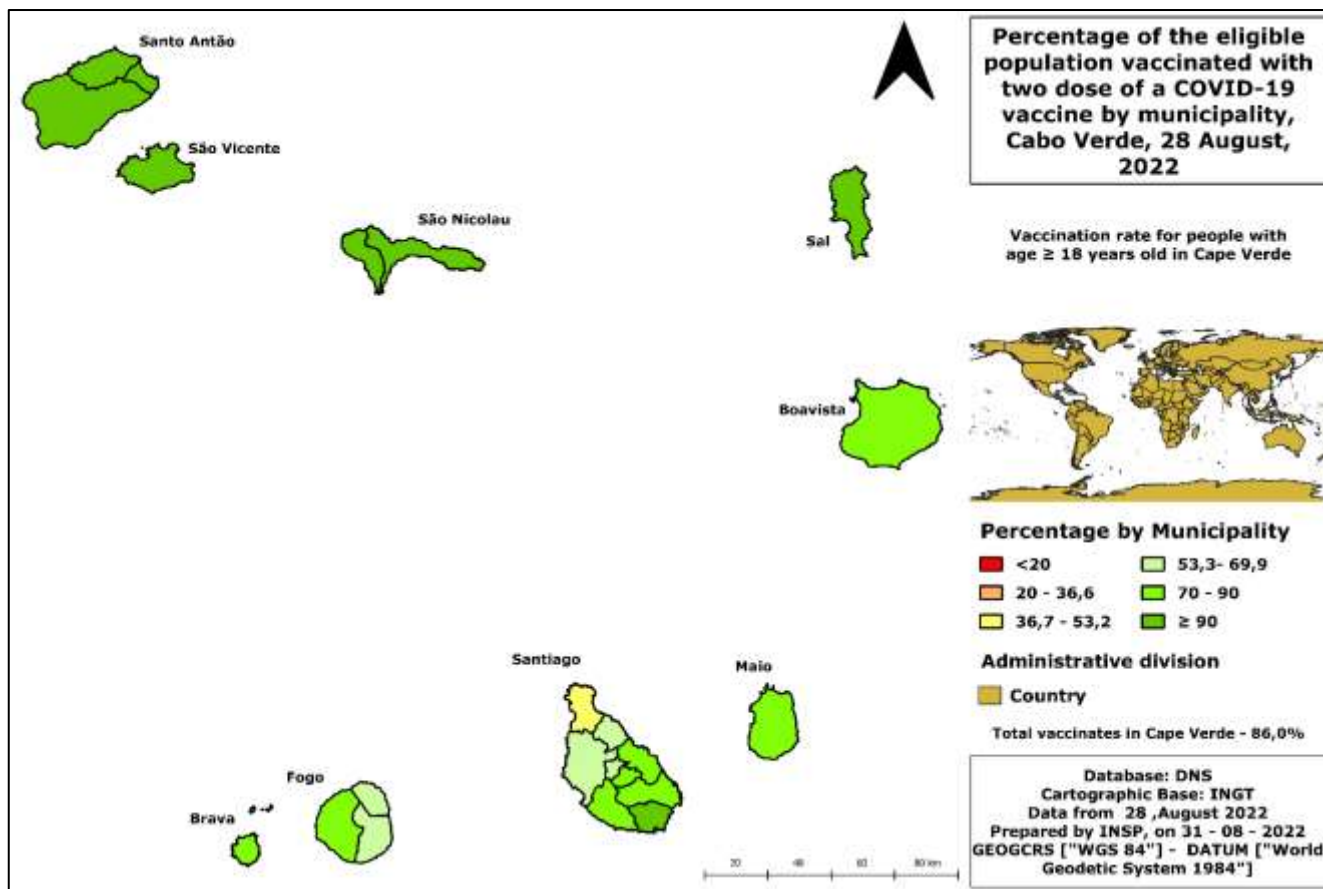 Santo Antão
São Vicente
São Nicolau
Sal
Boavista
Santiago
Maio
Fogo
Brava
20 40 60 80 km
Percentage of the eligible
population vaccinated with
two dose of a COVID-19
vaccine by municipality,
Cabo Verde, 28 August,
2022
Vaccination rate for people with
age ≥ 18 years old in Cape Verde
Percentage by Municipality
<20
20 - 36,6
36,7 - 53,2
53,3- 69,9
70 - 90
≥ 90
Administrative division
Country
Total vaccinates in Cape Verde - 86,0%
Database: DNS
Cartographic Base: INGT
Data from 28 ,August 2022
Prepared by INSP, on 31 - 08 - 2022
GEOGCRS ["WGS 84"] - DATUM ["World
Geodetic System 1984"]